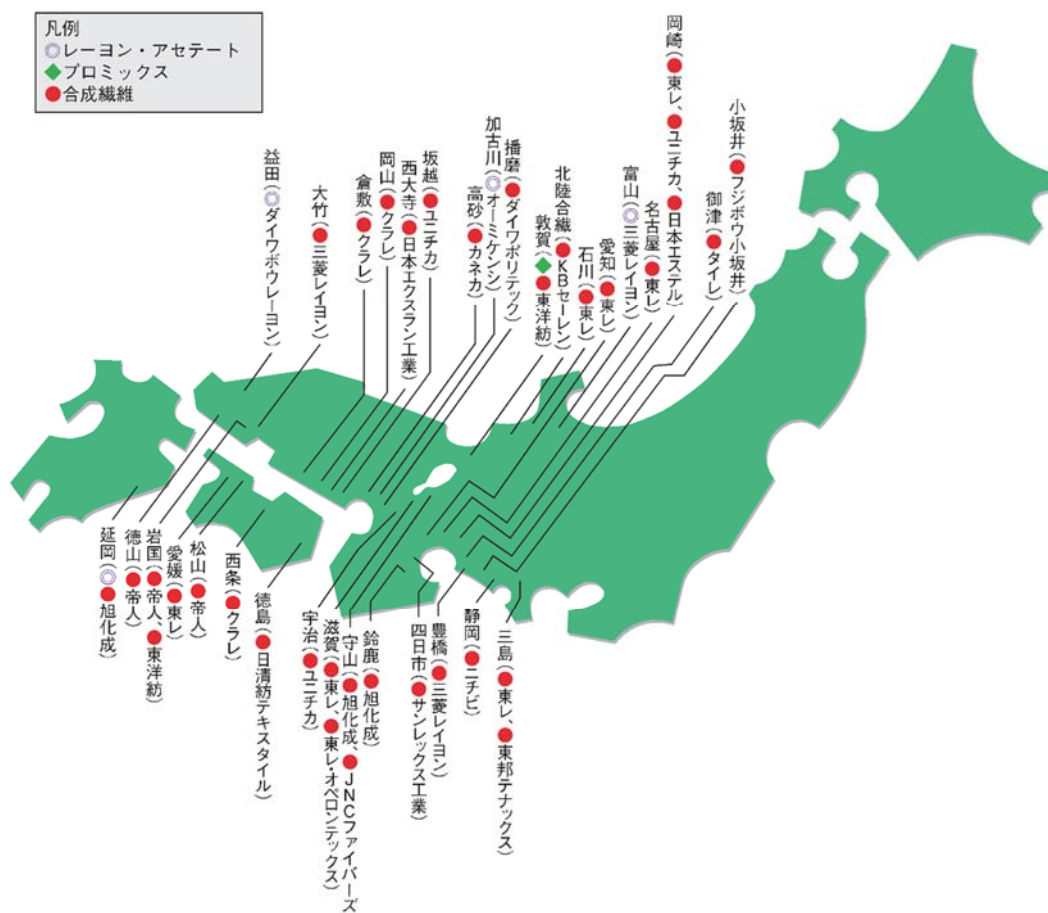 凡例
◎レーヨン・アセテート
◆プロミックス
●合成繊維
益田(◎ダイワボウレーヨン)
大竹(●三菱レイヨン)
倉敷(●クラレ)
岡山(●クラレ)
西大寺(●日本エクスラン工業)
坂越(●ユニチカ)
高砂(●カネカ)
加古川(◎オーミケンシ)
播磨(●ダイワボポリテック)
敦賀(◆●東洋紡)
北陸合繊(●KBセーレン)
石川(●東レ)
愛知(●東レ)
富山(◎三菱レイヨン)
名古屋(●東レ)
岡崎(●東レ、●ユニチカ、●日本エステル)
御津(●タイレ)
小坂井(●フジボウ小坂井)
延岡(◎●旭化成)
徳山(●帝人)
岩国(●帝人、●東洋紡)
愛媛(●東レ)
松山(●帝人)
西条(●クラレ)
徳島(●日清紡テキスタイル)
宇治(●ユニチカ)
滋賀(●東レ、●東レ・オペロンテックス)
守山(●旭化成、●JNCファイバーズ
鈴鹿(●旭化成)
四日市(●サンレックス工業)
豊橋(●三菱レイヨン)
静岡(●ニチビ)
三島(●東レ、●東邦テナックス)